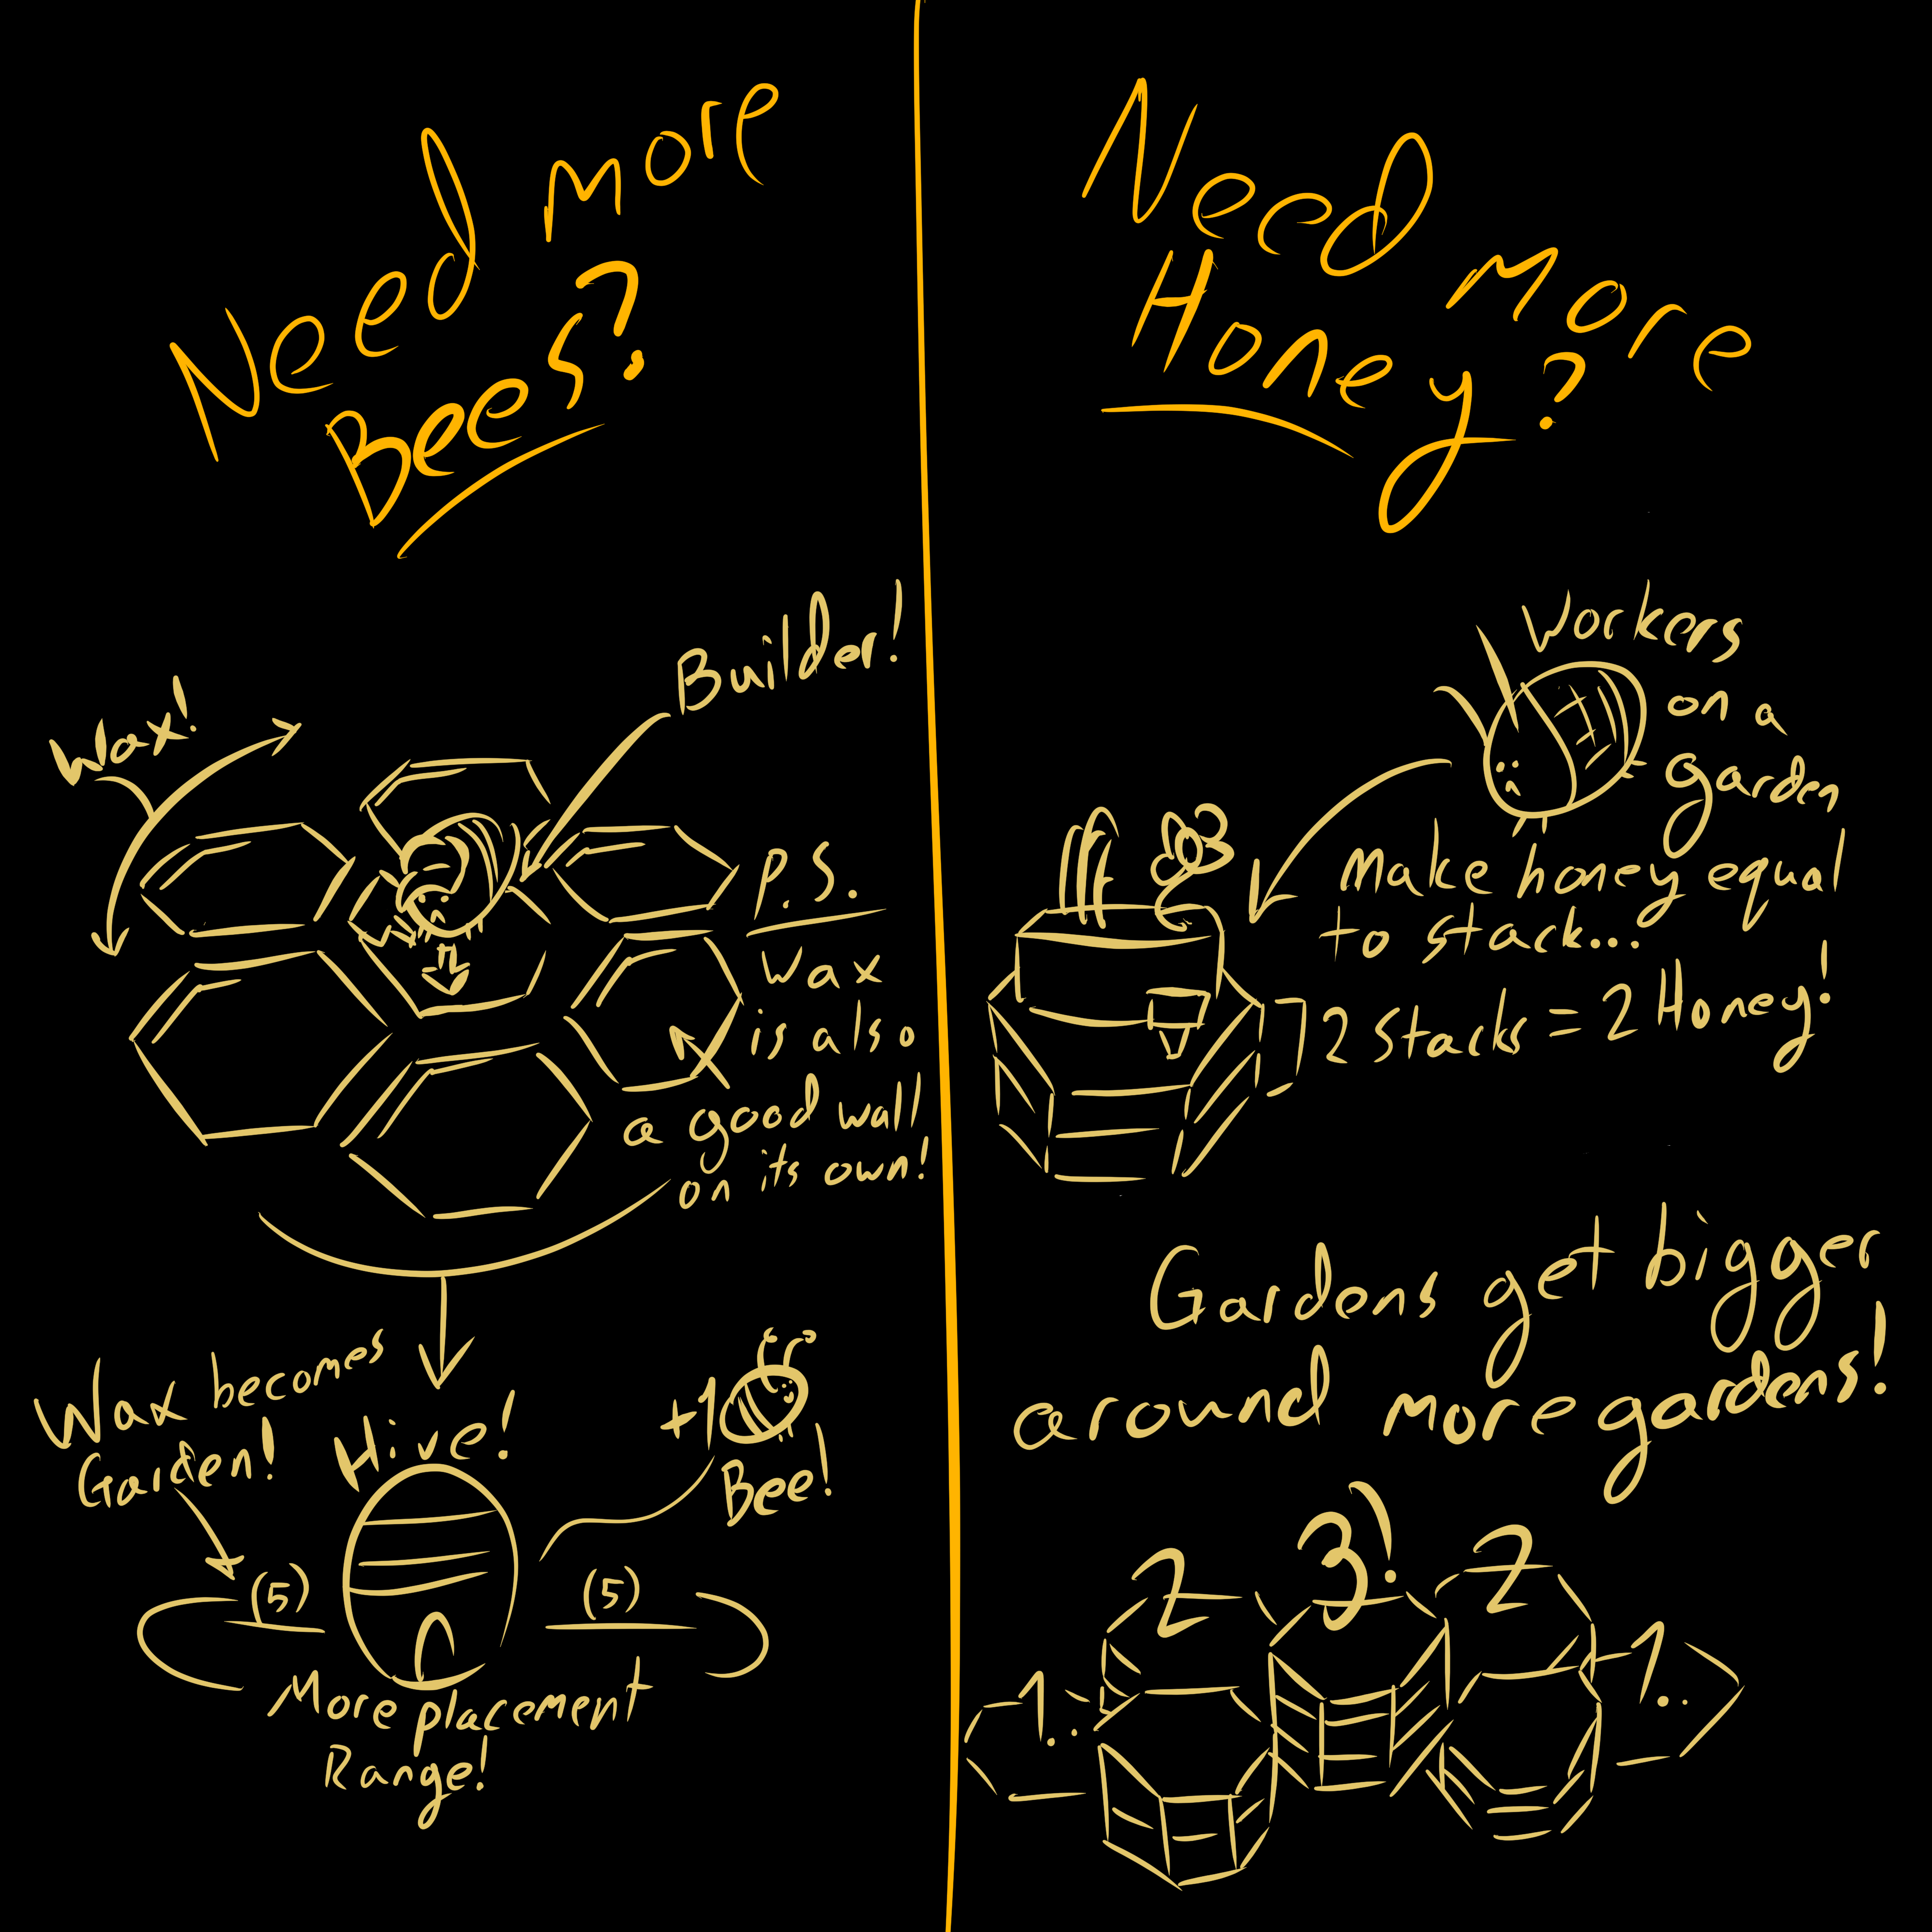 Need more
Bees?
Builder!
Wax!
P.S.
Wax
is also
a good wall
on its own!
Wax becomes
Garden!
Hive!
+1
Bee!
(5)
(5)
More placement
Range!
Need more
Honey?
Workers
on a
Garden
Make honey equal
to stack...
2 stacks = 2 Honey!
Gardens get bigger
around more gardens!
2
3!
2
1..
1..